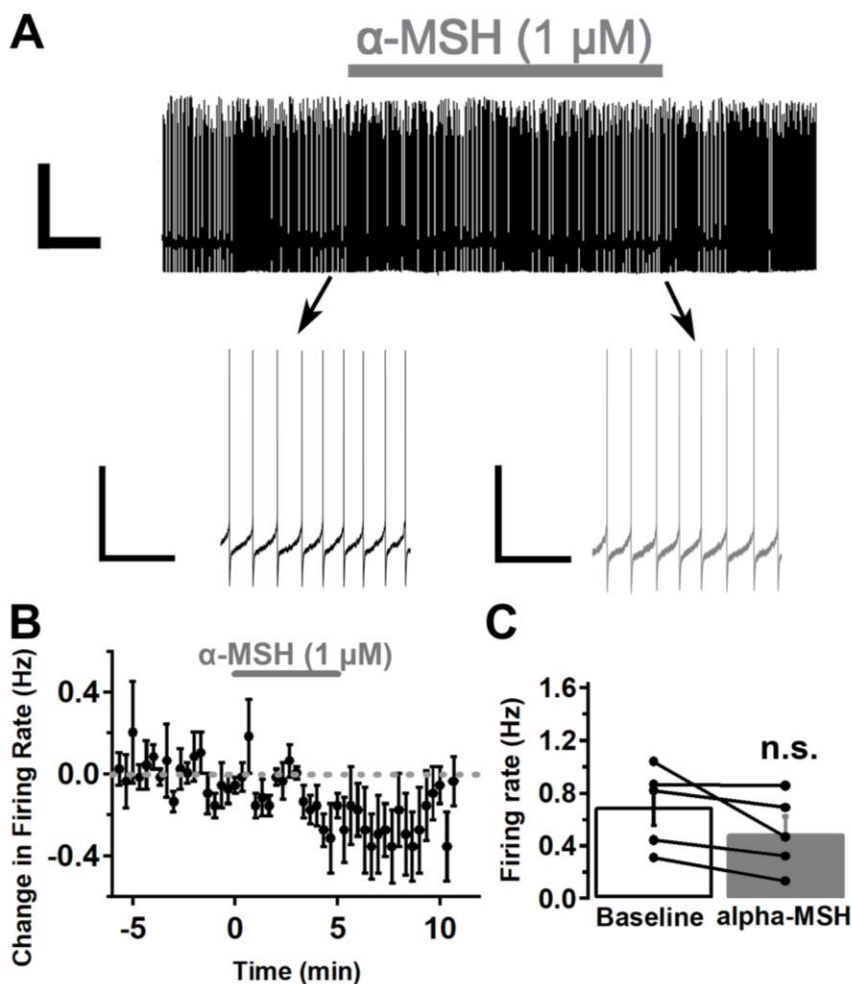 A
α-MSH (1 μM)
B
α-MSH (1 μM)
Change in Firing Rate (Hz)
0.4
0.0
-0.4
-5
0
5
10
Time (min)
C
Firing rate (Hz)
1.6
1.2
0.8
0.4
0.0
n.s.
Baseline
alpha-MSH